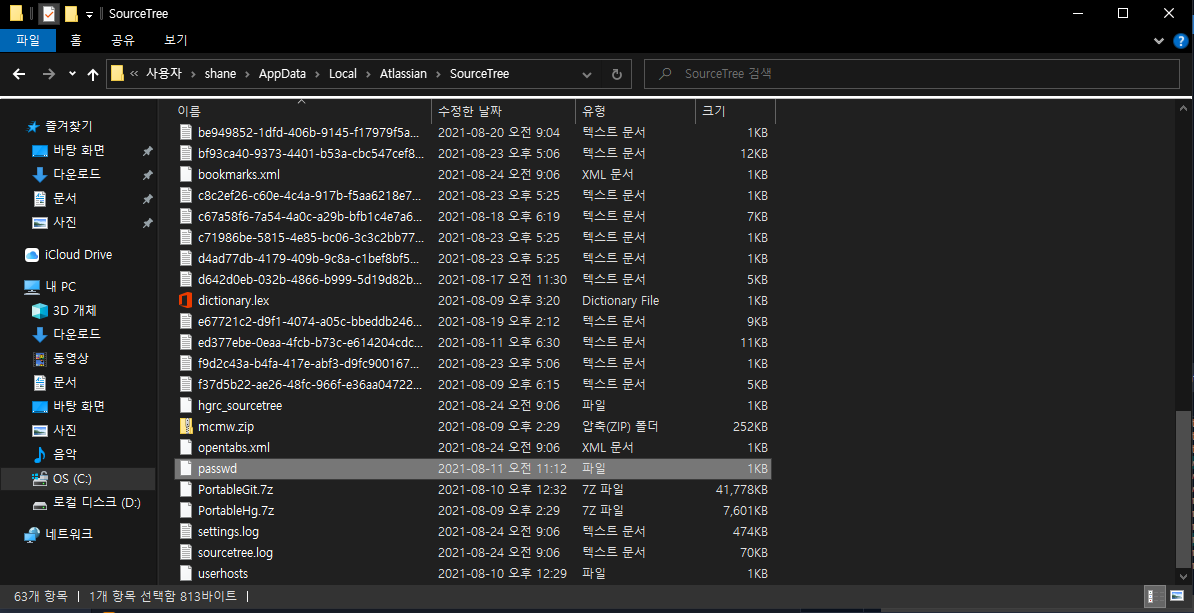 SourceTree
파일 홈 공유 보기
« 사용자 › shane › AppData › Local › Atlassian › SourceTree
SourceTree 검색
즐겨찾기
바탕 화면
다운로드
문서
사진
iCloud Drive
내 PC
3D 개체
다운로드
동영상
문서
바탕 화면
사진
음악
OS (C:)
로컬 디스크 (D:)
네트워크
이름 수정한 날짜 유형 크기
be949852-1dfd-406b-9145-f17979f5a... 2021-08-20 오전 9:04 텍스트 문서 1KB
bf93ca40-9373-4401-b53a-cbc547cef8... 2021-08-23 오후 5:06 텍스트 문서 12KB
bookmarks.xml 2021-08-24 오전 9:06 XML 문서 1KB
c8c2ef26-c60e-4c4a-917b-f5aa6218e7... 2021-08-23 오후 5:25 텍스트 문서 1KB
c67a58f6-7a54-4a0c-a29b-bfb1c4e7a6... 2021-08-18 오후 6:19 텍스트 문서 7KB
c71986be-5815-4e85-bc06-3c3c2bb77... 2021-08-23 오후 5:25 텍스트 문서 1KB
d4ad77db-4179-409b-9c8a-c1bef8bf5... 2021-08-23 오후 5:25 텍스트 문서 1KB
d642d0eb-032b-4866-b999-5d19d82b... 2021-08-17 오전 11:30 텍스트 문서 5KB
dictionary.lex 2021-08-09 오후 3:20 Dictionary File 1KB
e67721c2-d9f1-4074-a05c-bbeddb246... 2021-08-19 오후 2:12 텍스트 문서 9KB
ed377ebe-0eaa-4fcb-b73c-e614204cdc... 2021-08-11 오후 6:30 텍스트 문서 11KB
f9d2c43a-b4fa-417e-abf3-d9fc900167... 2021-08-23 오후 5:06 텍스트 문서 1KB
f37d5b22-ae26-48fc-966f-e36aa04722... 2021-08-09 오후 6:15 텍스트 문서 5KB
hgrc_sourcetree 2021-08-24 오전 9:06 파일 1KB
mcmw.zip 2021-08-09 오후 2:29 압축(ZIP) 폴더 252KB
opentabs.xml 2021-08-24 오전 9:06 XML 문서 1KB
passwd 2021-08-11 오전 11:12 파일 1KB
PortableGit.7z 2021-08-10 오후 12:32 7Z 파일 41,778KB
PortableHg.7z 2021-08-09 오후 2:29 7Z 파일 7,601KB
settings.log 2021-08-24 오전 9:06 텍스트 문서 474KB
sourcetree.log 2021-08-24 오전 9:06 텍스트 문서 70KB
userhosts 2021-08-10 오후 12:29 파일 1KB
63개 항목 | 1개 항목 선택함 813바이트 |